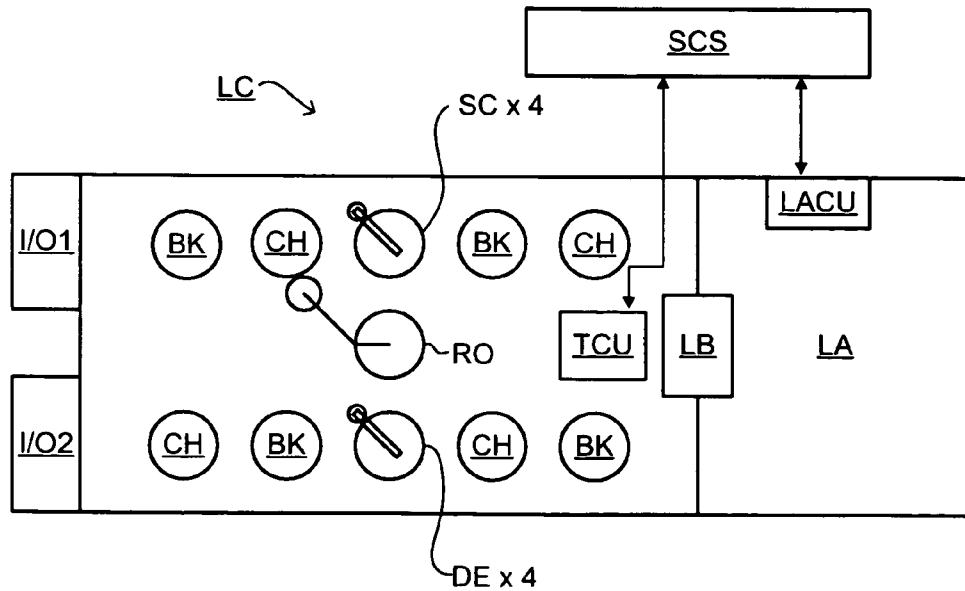 SCS
LC
SC x 4
I/O1
BK
CH
BK
CH
LACU
RO
TCU
LB
LA
I/O2
CH
BK
CH
BK
DE x 4